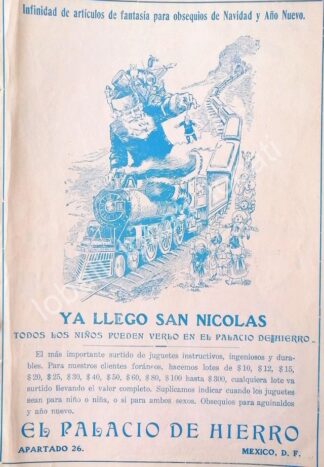 Infinidad de artículos de fantasía para obsequios de Navidad y Año Nuevo.
YA LLEGO SAN NICOLAS
TODOS LOS NIÑOS PUEDEN VERLO EN EL PALACIO DE HIERRO
El más importante surtido de juguetes instructivos, ingeniosos y dura-
bles. Para nuestros clientes foráneos, hacemos lotes de $10, $12, $15,
$20, $25, $30, $40, $50, $60, $80, $100 hasta $300, cualquiera lote va
surtido llevando el valor completo. Suplicamos indicar cuando los juguetes
sean para niño o niña, o si para ambos sexos. Obsequios para aguinaldos
y año nuevo.
EL PALACIO DE HIERRO
APARTADO 26. MEXICO, D. F.